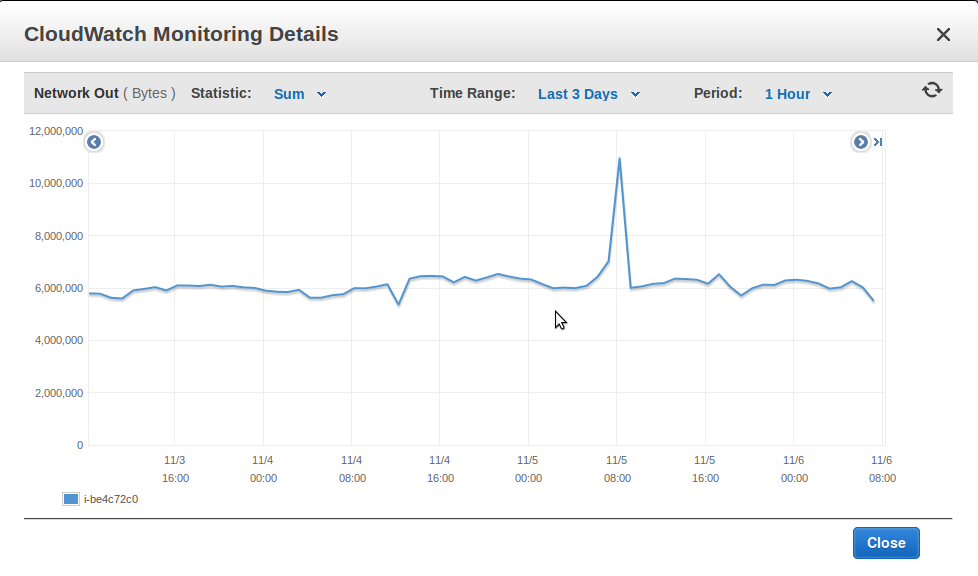 CloudWatch Monitoring Details
Network Out ( Bytes ) Statistic: Sum Time Range: Last 3 Days Period: 1 Hour
12,000,000
10,000,000
8,000,000
6,000,000
4,000,000
2,000,000
0
11/3 11/4 11/4 11/4 11/5 11/5 11/5 11/6 11/6
16:00 00:00 08:00 16:00 00:00 08:00 16:00 00:00 08:00
i-be4c72c0
Close